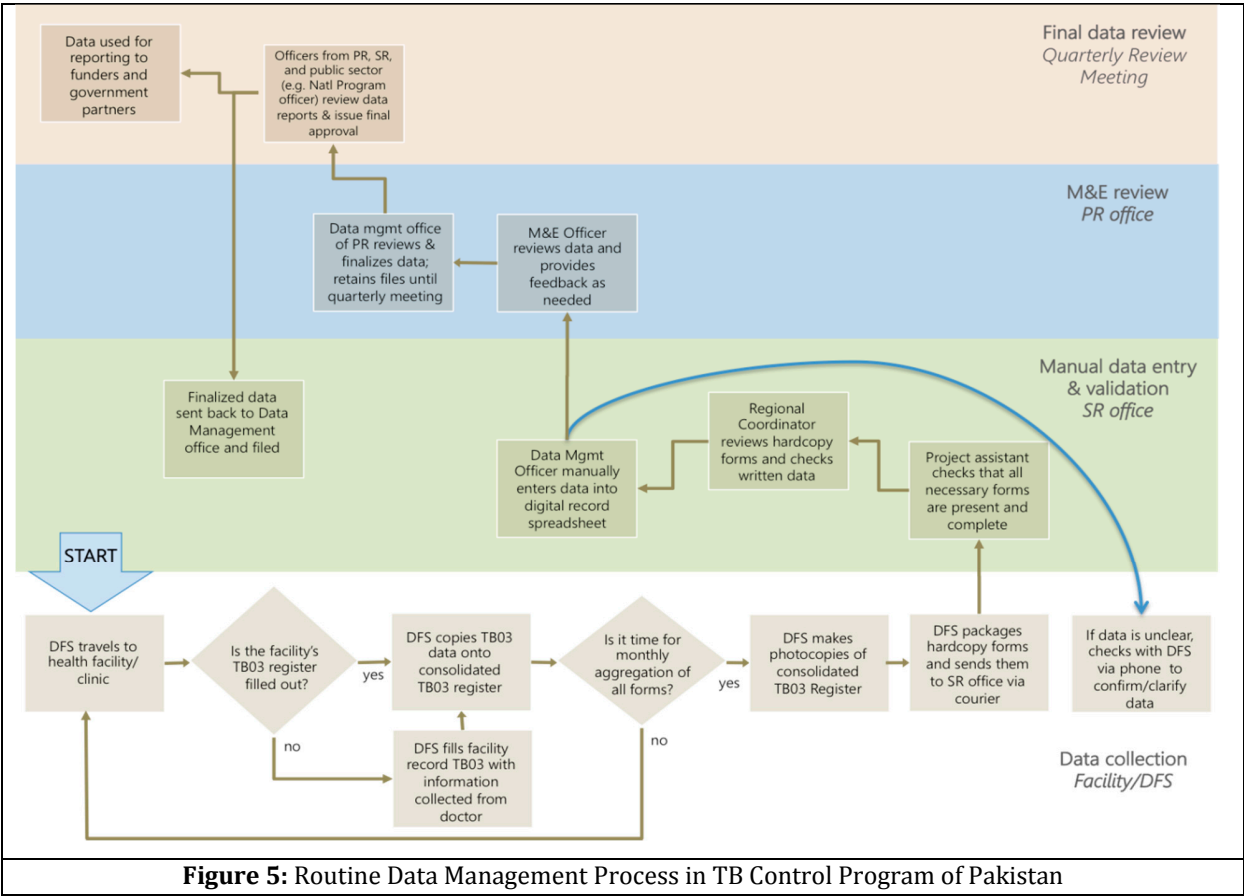 Final data review
Quarterly Review
Meeting
Data used for
reporting to
funders and
government
partners
Officers from PR, SR,
and public sector
(e.g. Natl Program
officer) review data
reports & issue final
approval
M&E review
PR office
Data mgmt office
of PR reviews &
finalizes data;
retains files until
quarterly meeting
M&E Officer
reviews data and
provides
feedback as
needed
Manual data entry
& validation
SR office
Finalized data
sent back to Data
Management
office and filed
Data Mgmt
Officer manually
enters data into
digital record
spreadsheet
Regional
Coordinator
reviews hardcopy
forms and checks
written data
Project assistant
checks that all
necessary forms
are present and
complete
START
DFS travels to
health facility/
clinic
Is the facility's
TB03 register
filled out?
yes
no
DFS copies TB03
data onto
consolidated
TB03 register
DFS fills facility
record TB03 with
information
collected from
doctor
Is it time for
monthly
aggregation of
all forms?
yes
no
DFS makes
photocopies of
consolidated
TB03 Register
DFS packages
hardcopy forms
and sends them
to SR office via
courier
If data is unclear,
checks with DFS
via phone to
confirm/clarify
data
Data collection
Facility/DFS
Figure 5: Routine Data Management Process in TB Control Program of Pakistan